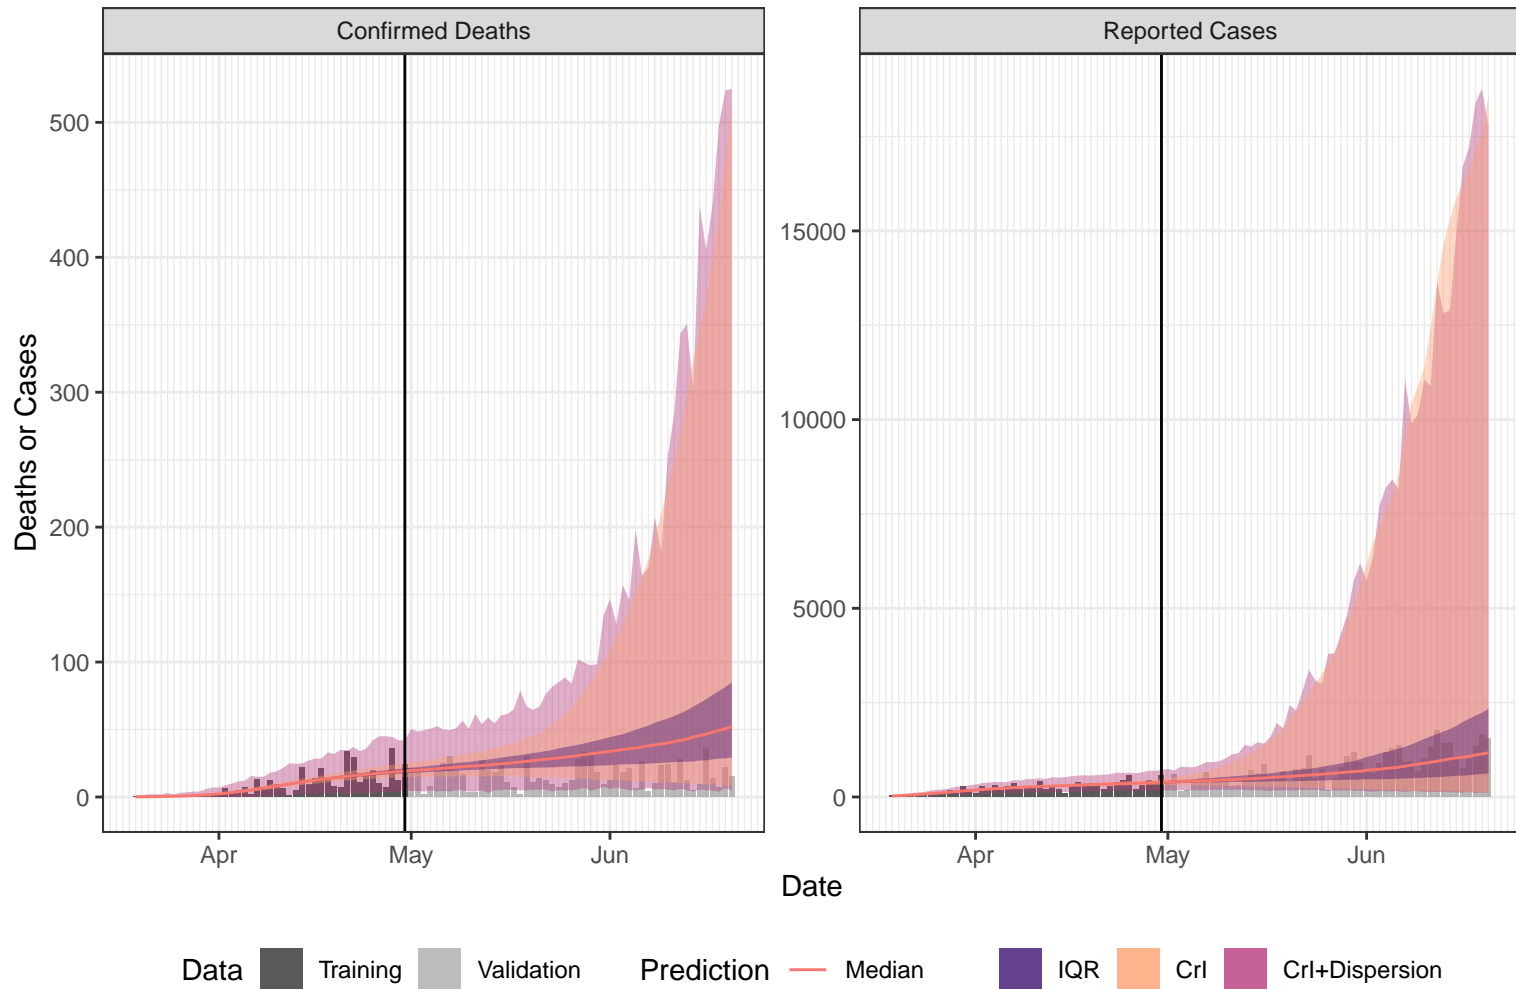 Confirmed Deaths
Reported Cases
Deaths or Cases
500
400
300
200
100
0
15000
10000
5000
0
Apr
May
Jun
Apr
May
Jun
Date
Data Training Validation Prediction Median IQR CrI CrI+Dispersion